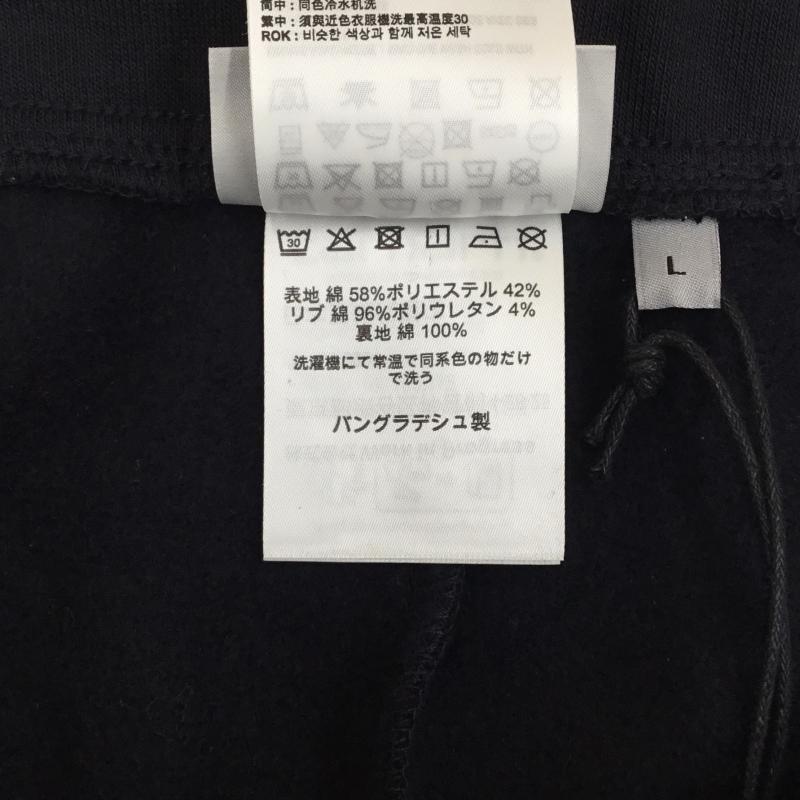 简中：同色冷水机洗
繁中：須與近色衣服機洗最高溫度30
ROK：비슷한 색상과 함께 저온 세탁
30
L
表地 綿 58%ポリエステル 42%
リブ 綿 96%ポリウレタン 4%
裏地 綿 100%
洗濯機にて常温で同系色の物だけ
で洗う
バングラデシュ製